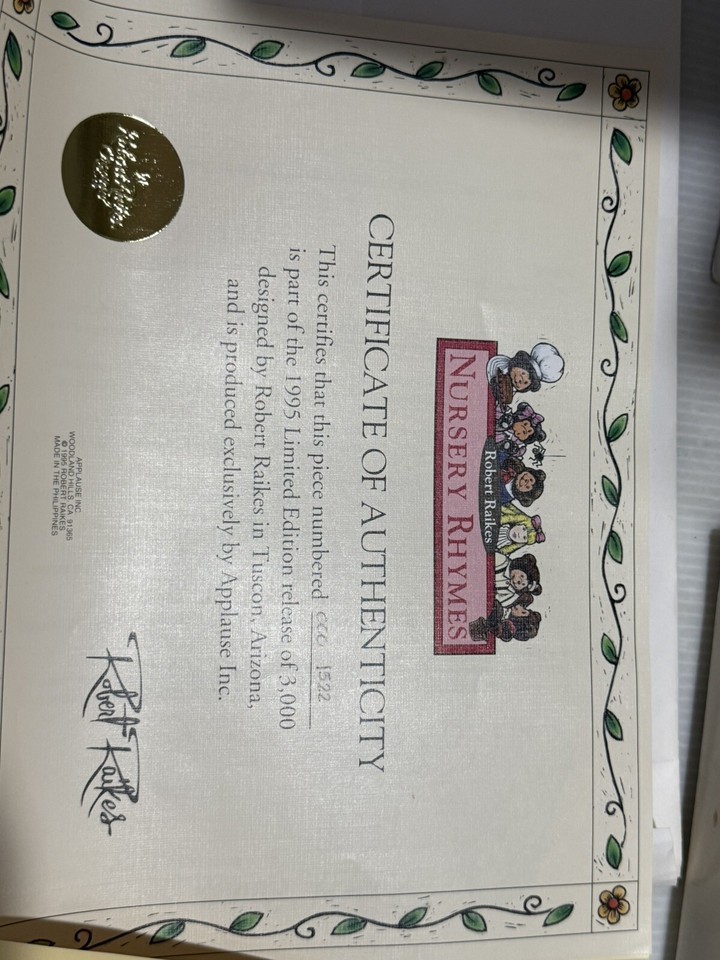 Robert Raikes
NURSERY RHYMES
CERTIFICATE OF AUTHENTICITY
This certifies that this piece numbered 1522
is part of the 1995 Limited Edition release of 3,000
designed by Robert Raikes in Tuscon, Arizona,
and is produced exclusively by Applause Inc.
APPLAUSE INC.
WOODLAND HILLS, CA 91365
© 1995 ROBERT RAIKES
MADE IN THE PHILIPPINES
Robert Raikes